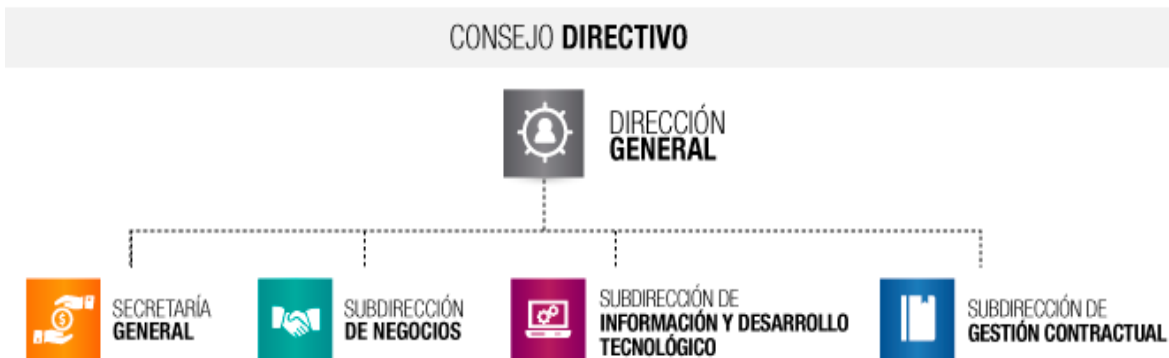 CONSEJO DIRECTIVO
DIRECCIÓN
GENERAL
SECRETARÍA
GENERAL
SUBDIRECCIÓN
DE NEGOCIOS
SUBDIRECCIÓN DE
INFORMACIÓN Y DESARROLLO
TECNOLÓGICO
SUBDIRECCIÓN DE
GESTIÓN CONTRACTUAL